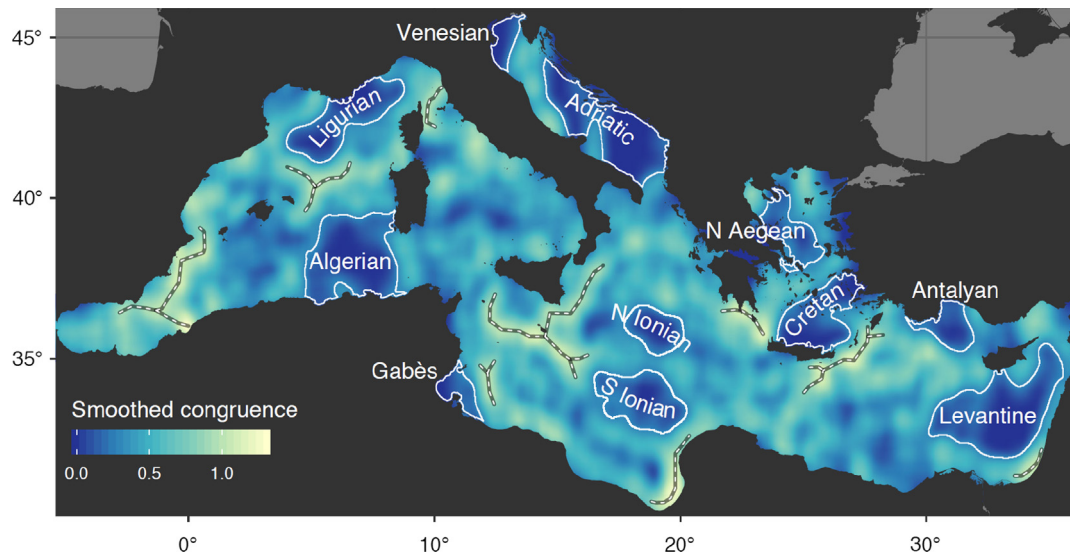 45°
Venesian
Ligurian
Adriatic
40°
N Aegean
Algerian
Antalyan
Cretan
N Ionian
35°
Gabès
S Ionian
Levantine
Smoothed congruence
0.0 0.5 1.0
0° 10° 20° 30°